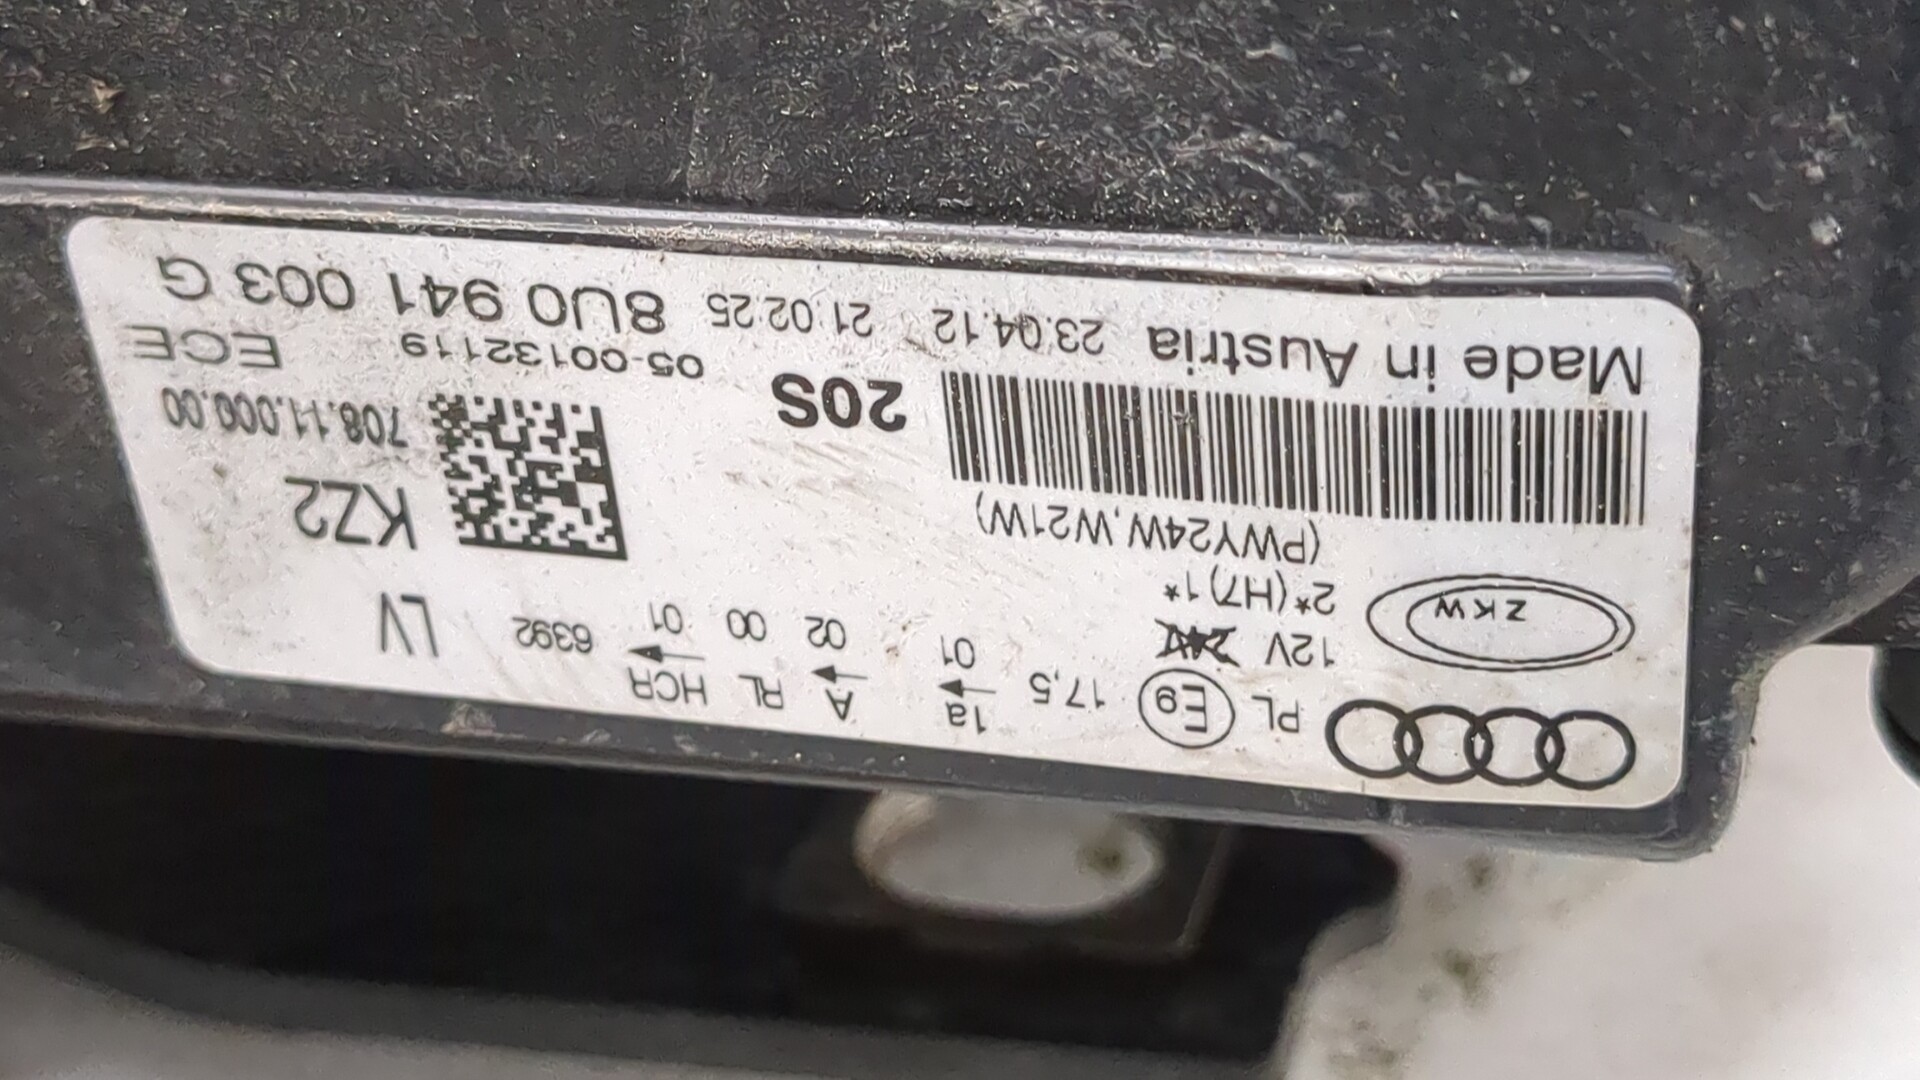 PL E9 17,5 1a A RL HCR
01 02 00 01 6392 LV
12V 24V
2*(H7)1*
ZKW
(PWY24W,W21W)
KZ2
708.11.000.00
20S
05-00132119 ECE
Made in Austria 23.04.12 21.02.25 8U0 941 003 G